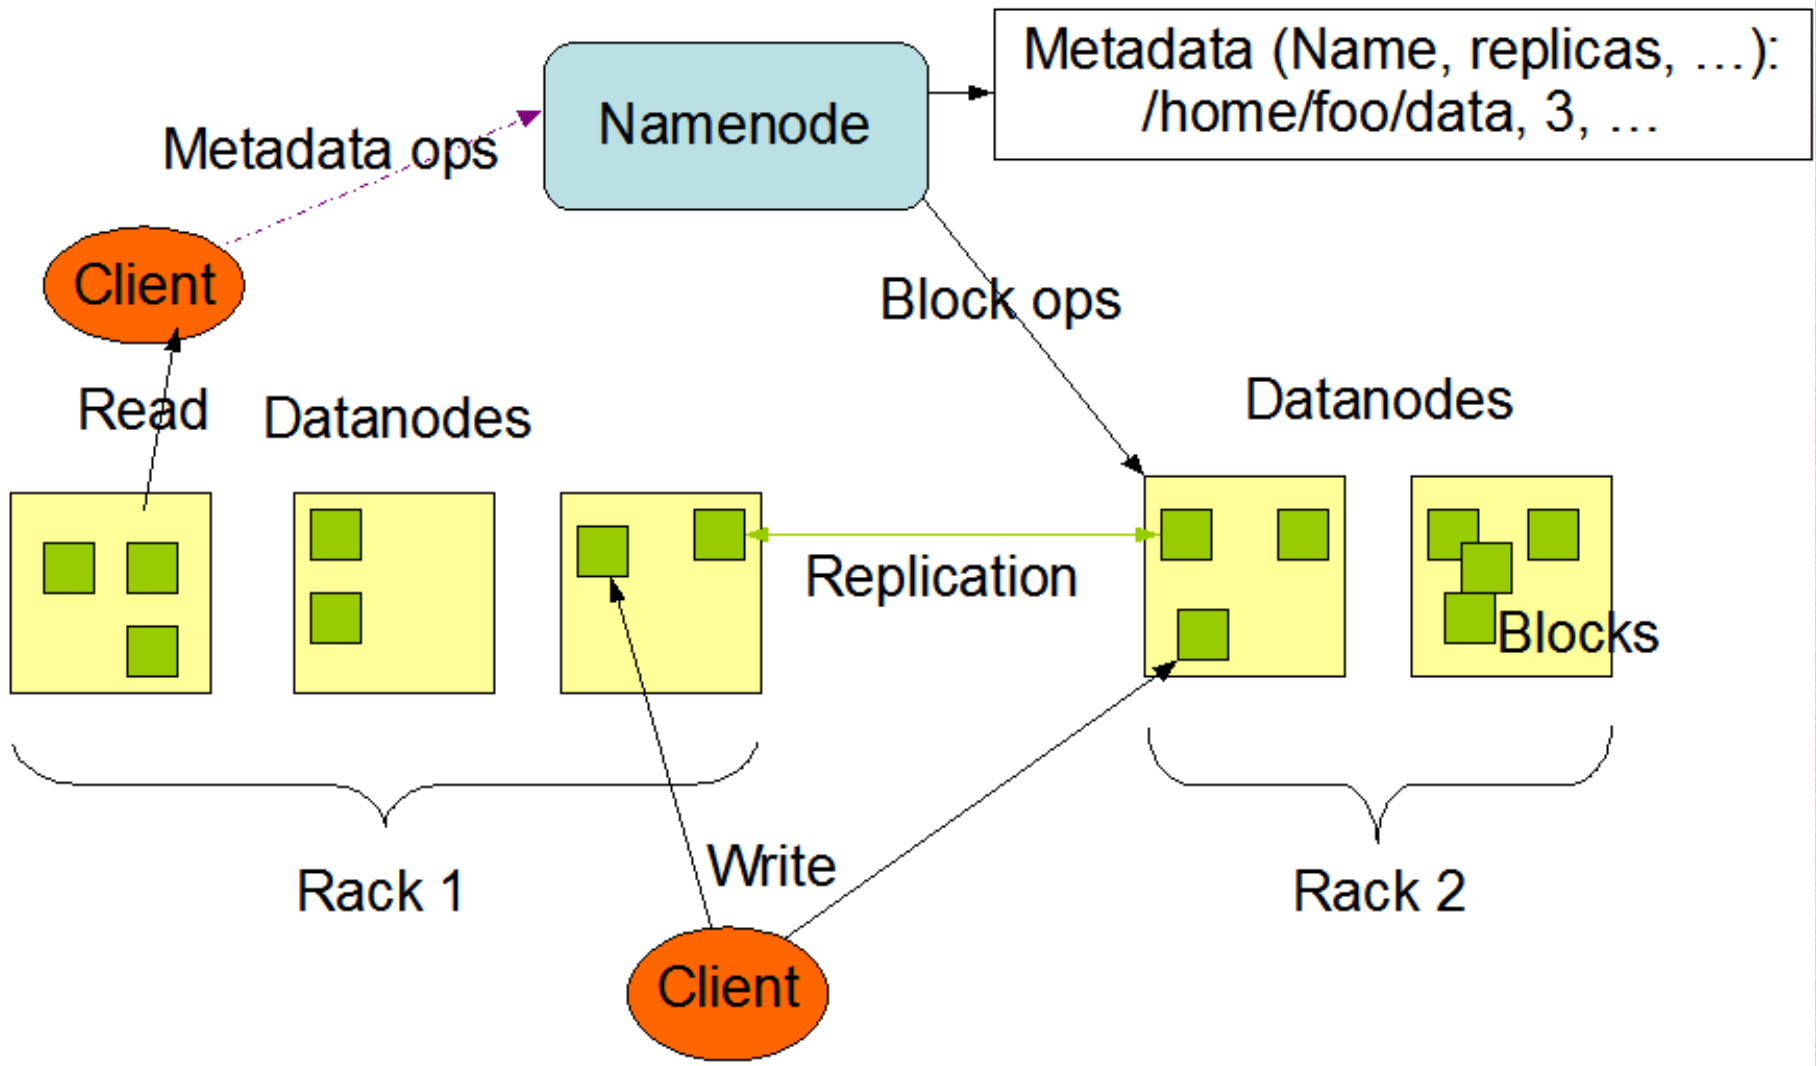 Metadata (Name, replicas, …):
/home/foo/data, 3, …
Namenode
Metadata ops
Client
Block ops
Read
Datanodes
Datanodes
Replication
Blocks
Rack 1
Write
Rack 2
Client